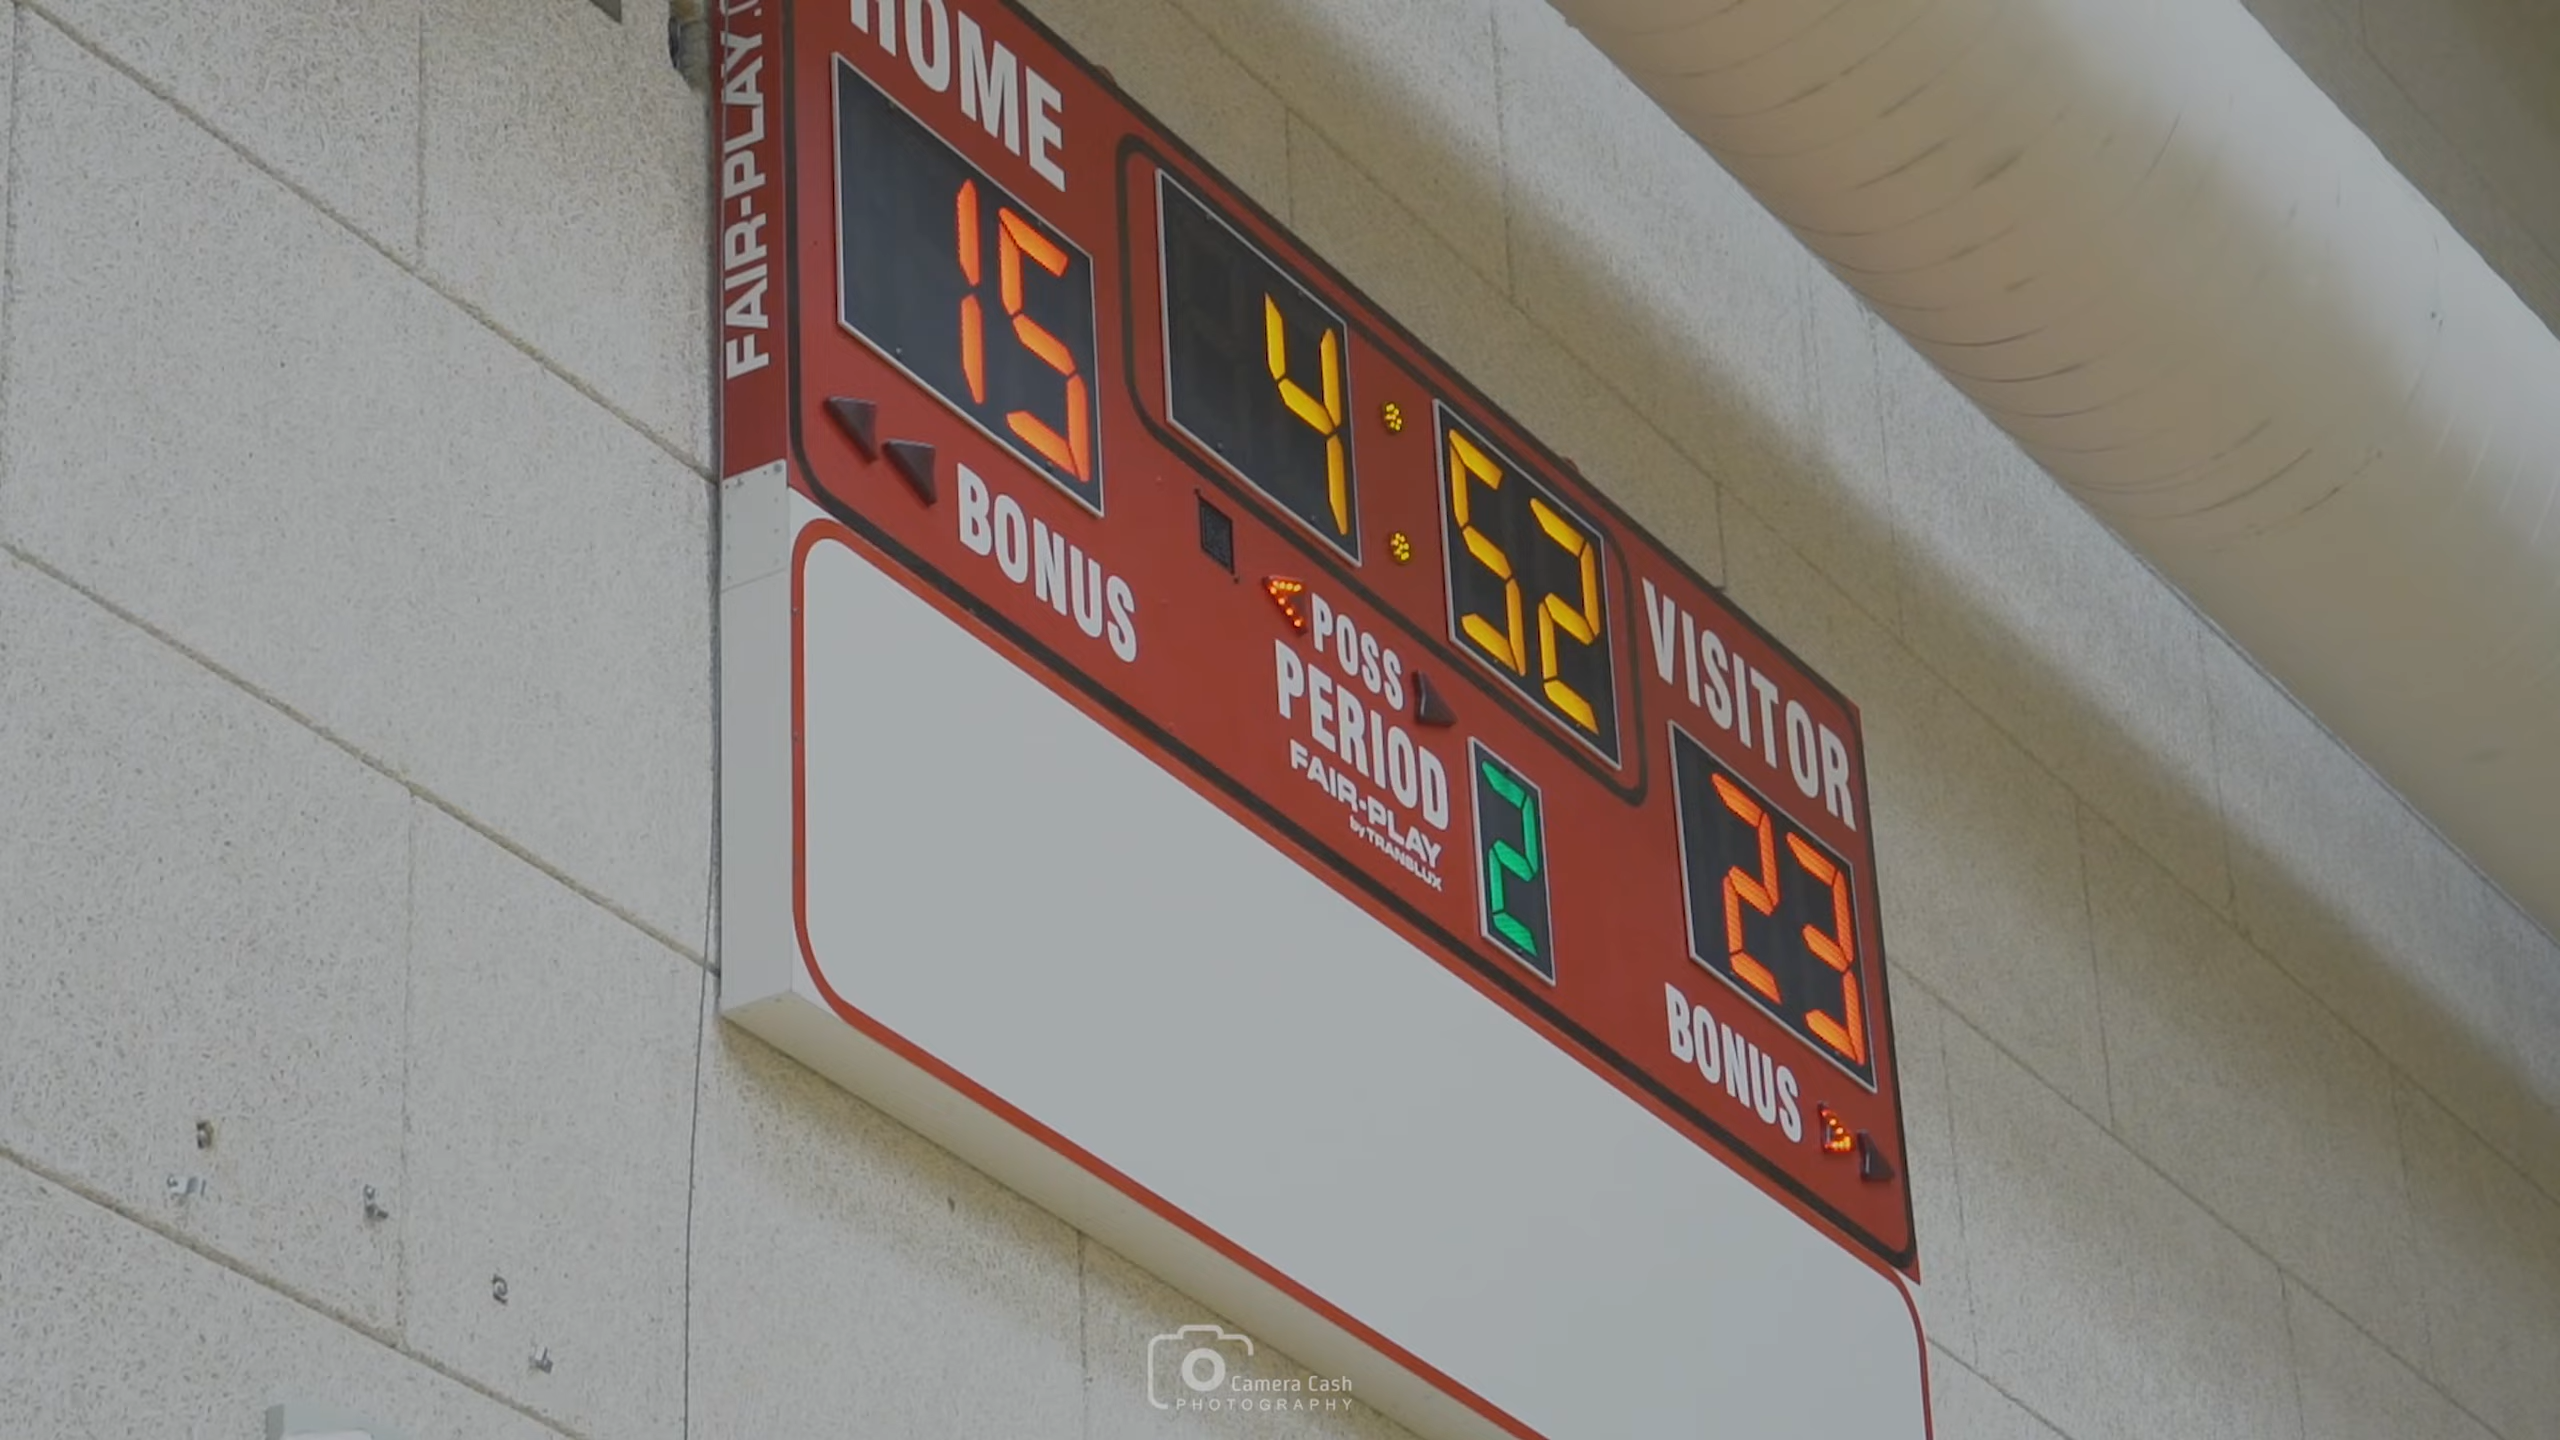 FAIR-PLAY
HOME
15
4:52
VISITOR
23
BONUS
POSS
PERIOD
2
FAIR-PLAY
by TRANSLUX
BONUS
Camera Cash
PHOTOGRAPHY